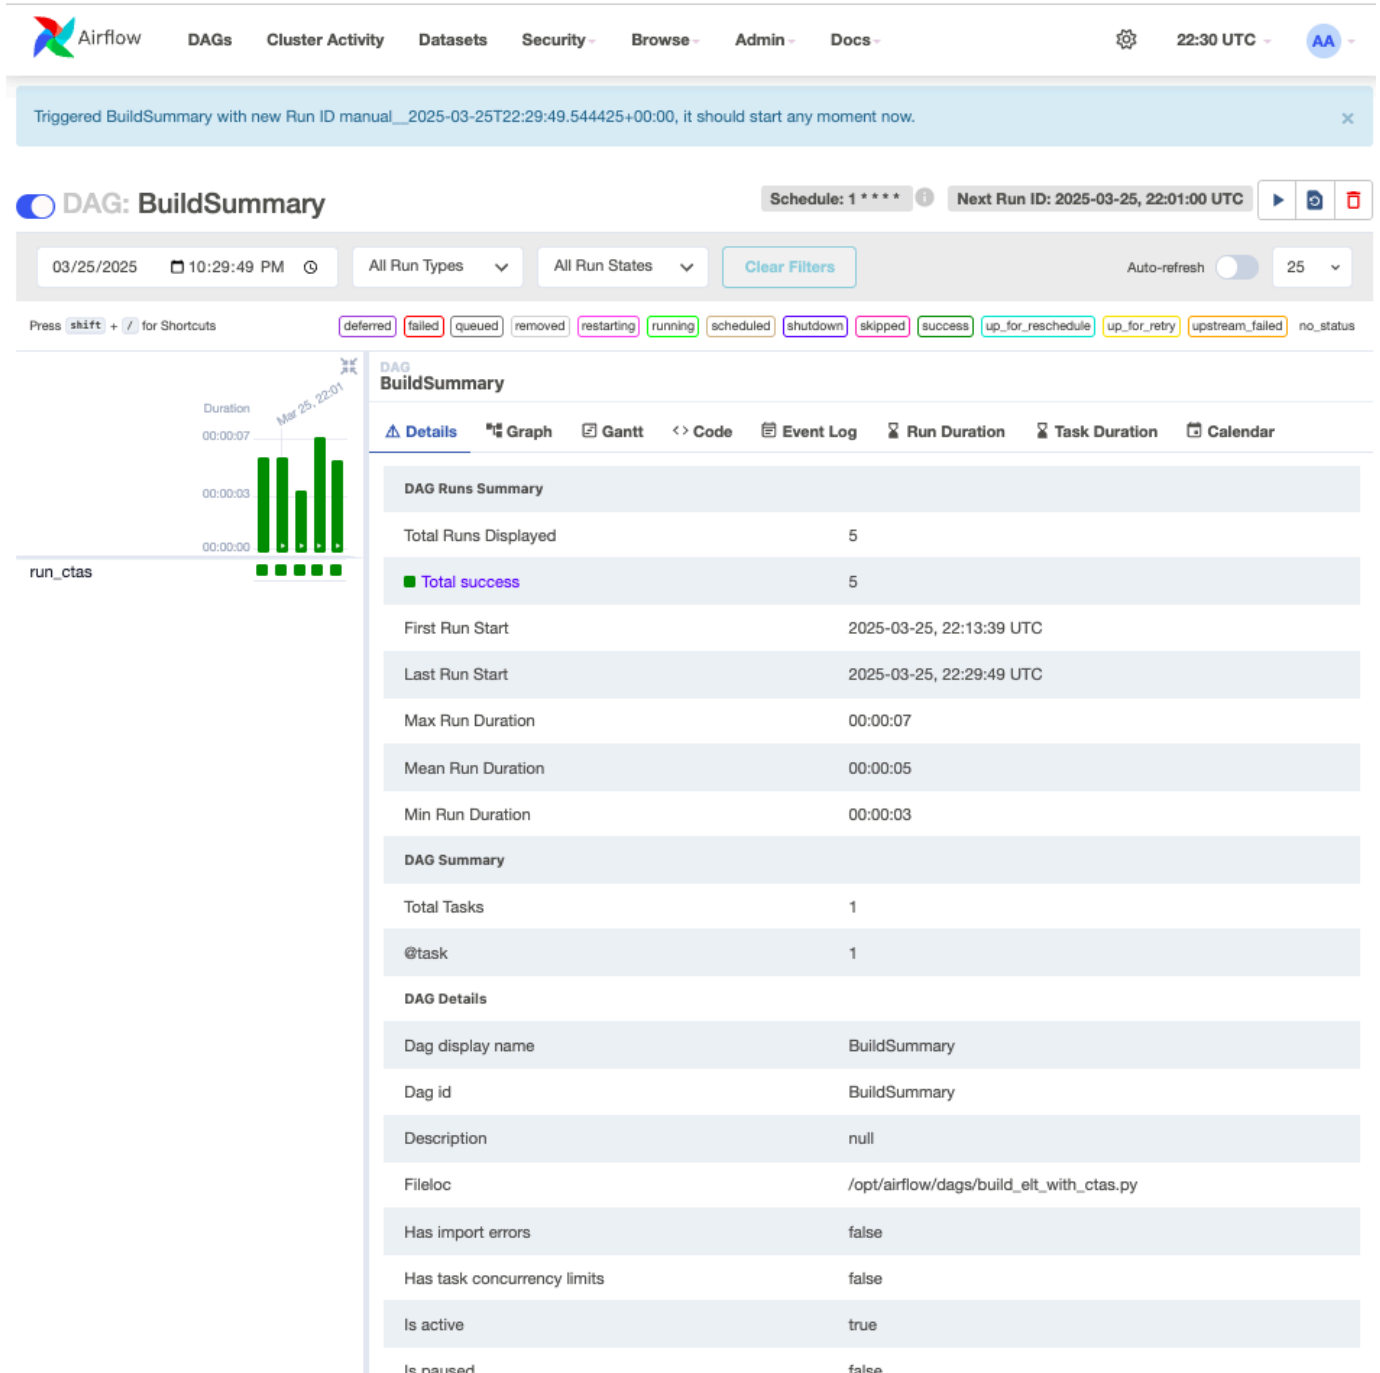 Airflow DAGs Cluster Activity Datasets Security Browse Admin Docs 22:30 UTC AA
Triggered BuildSummary with new Run ID manual__2025-03-25T22:29:49.544425+00:00, it should start any moment now. ×
DAG: BuildSummary Schedule: 1 * * * * i Next Run ID: 2025-03-25, 22:01:00 UTC
03/25/2025 10:29:49 PM All Run Types All Run States Clear Filters Auto-refresh 25
Press shift + / for Shortcuts deferred failed queued removed restarting running scheduled shutdown skipped success up_for_reschedule up_for_retry upstream_failed no_status
Duration
Mar 25, 22:01
00:00:07
00:00:03
00:00:00
run_ctas
DAG
BuildSummary
Details Graph Gantt <> Code Event Log Run Duration Task Duration Calendar
DAG Runs Summary
Total Runs Displayed 5
Total success 5
First Run Start 2025-03-25, 22:13:39 UTC
Last Run Start 2025-03-25, 22:29:49 UTC
Max Run Duration 00:00:07
Mean Run Duration 00:00:05
Min Run Duration 00:00:03
DAG Summary
Total Tasks 1
@task 1
DAG Details
Dag display name BuildSummary
Dag id BuildSummary
Description null
Fileloc /opt/airflow/dags/build_elt_with_ctas.py
Has import errors false
Has task concurrency limits false
Is active true
Is paused false